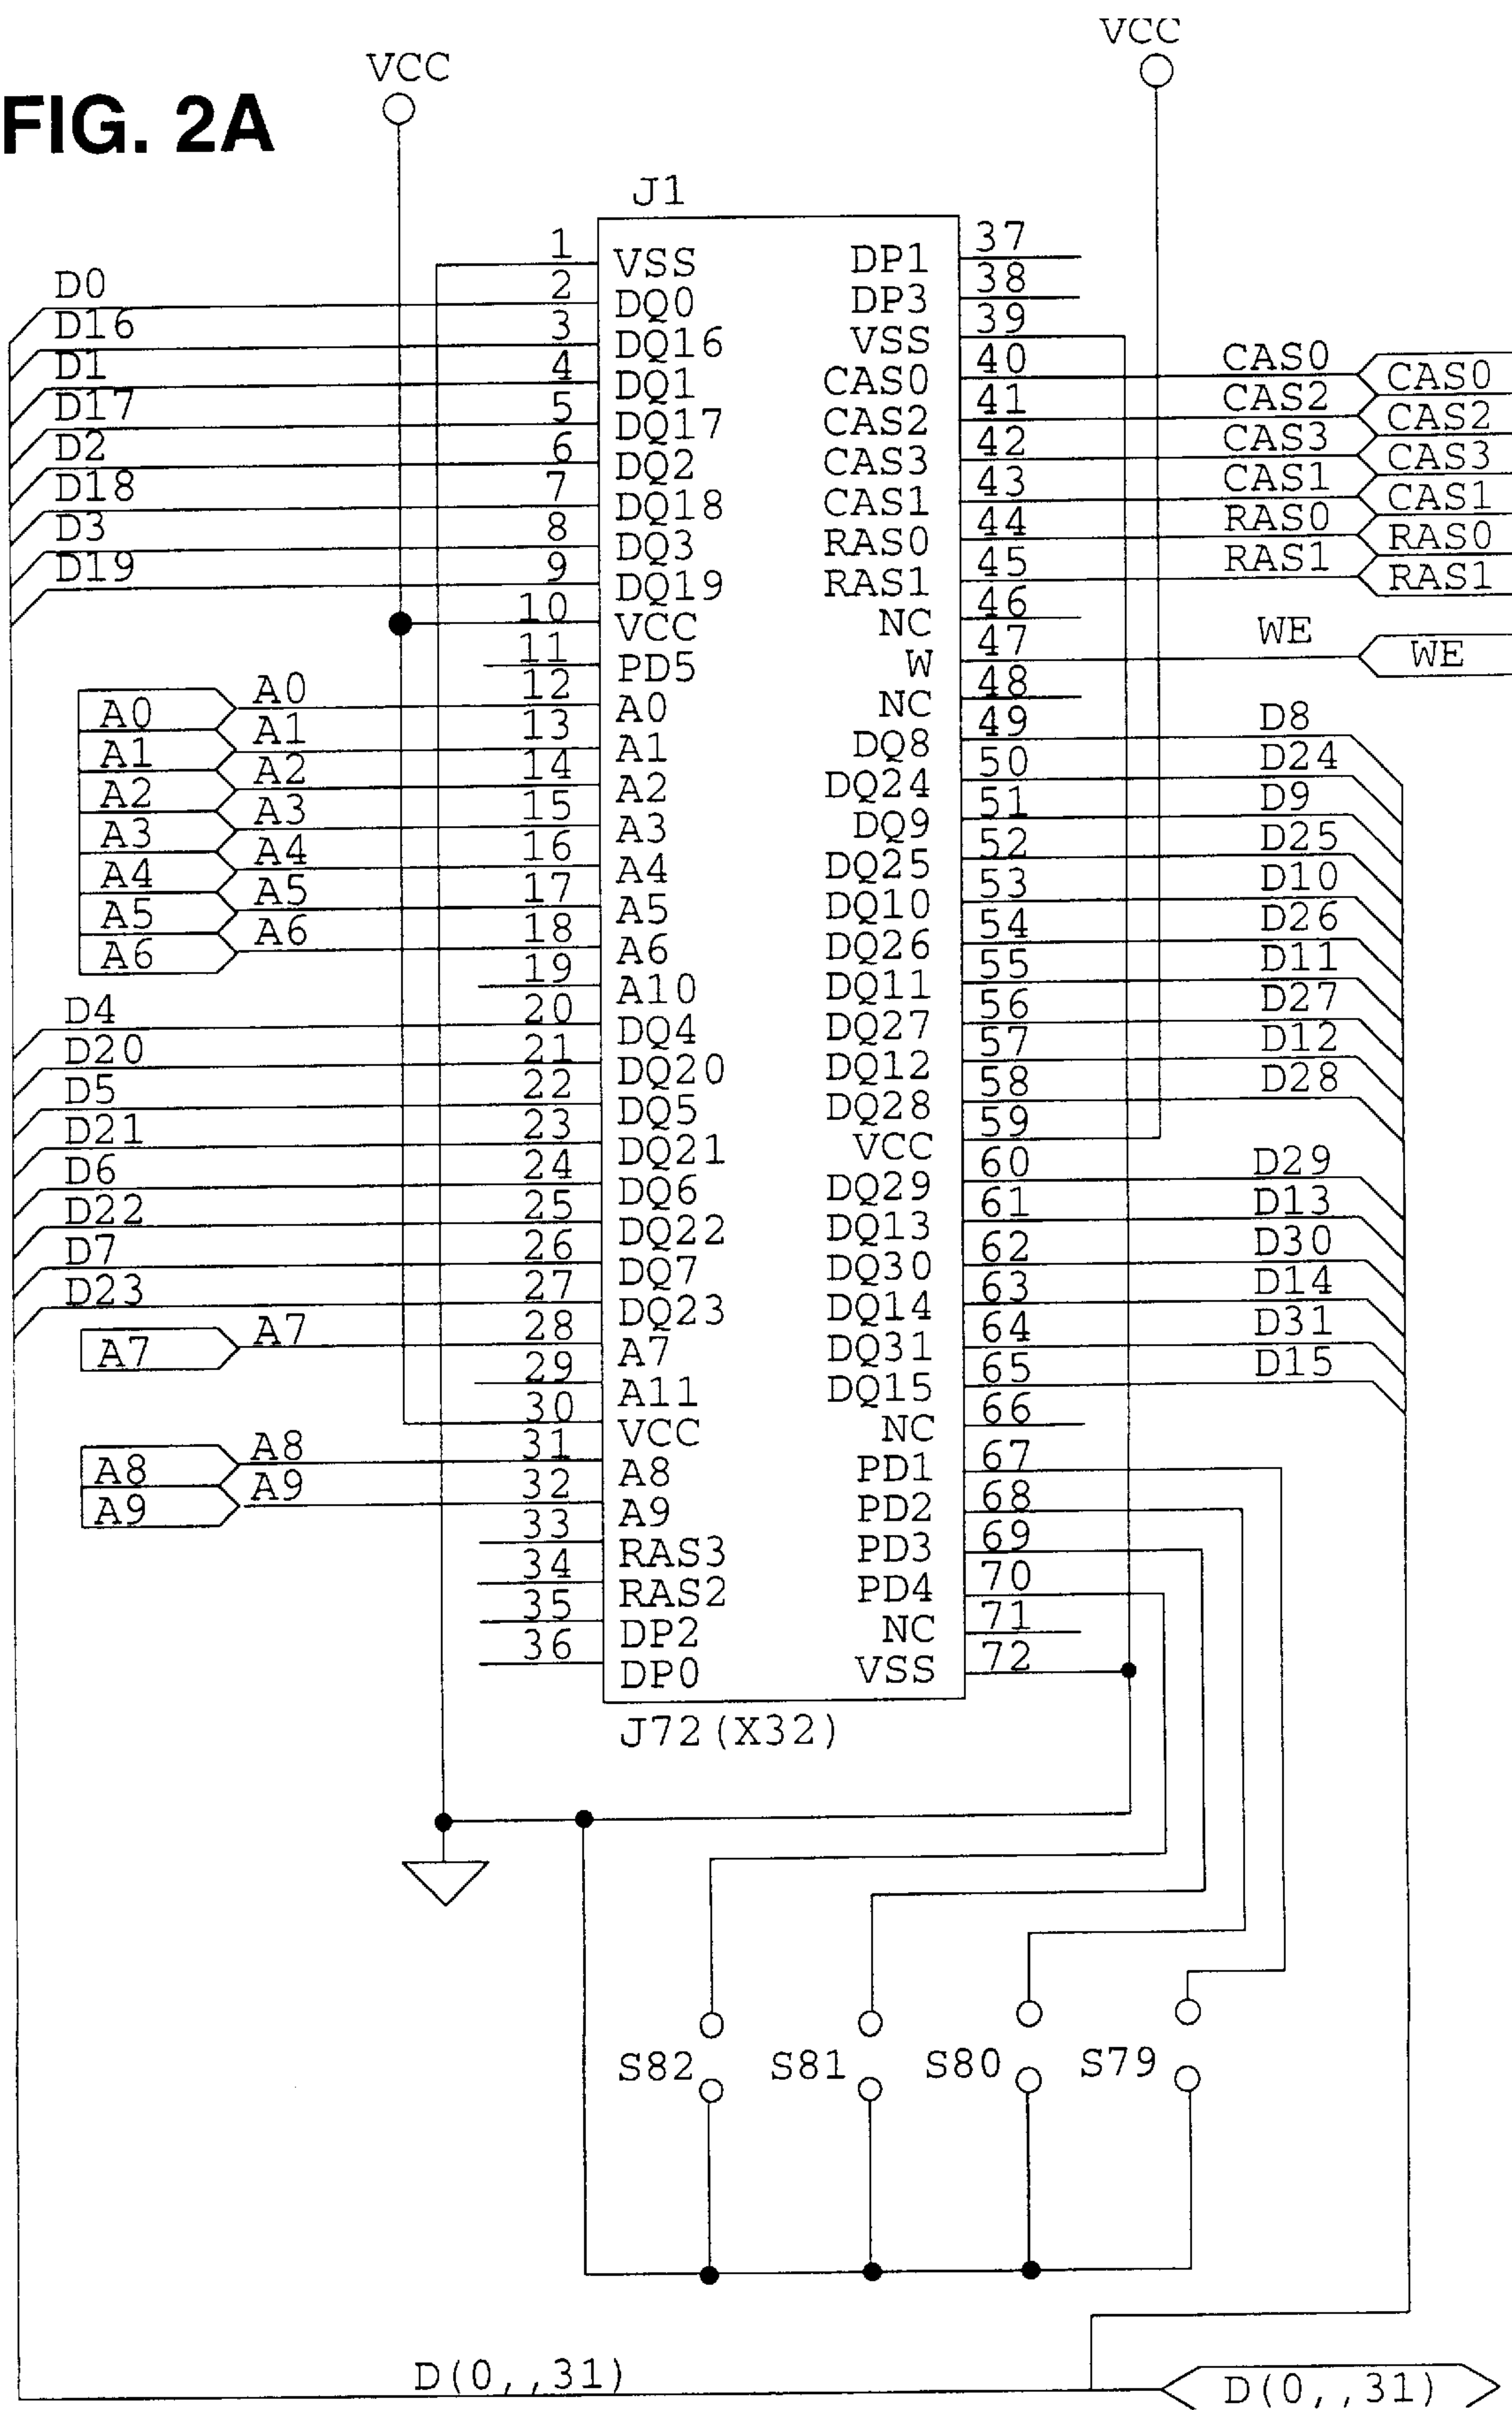 VCC
VCC
FIG. 2A
J1
1 VSS DP1 37
D0 2 DQ0 DP3 38
D16 3 DQ16 VSS 39
D1 4 DQ1 CAS0 40 CAS0 CAS0
D17 5 DQ17 CAS2 41 CAS2 CAS2
D2 6 DQ2 CAS3 42 CAS3 CAS3
D18 7 DQ18 CAS1 43 CAS1 CAS1
D3 8 DQ3 RAS0 44 RAS0 RAS0
D19 9 DQ19 RAS1 45 RAS1 RAS1
10 VCC NC 46
11 PD5 W 47 WE WE
A0 A0 12 A0 NC 48
A1 A1 13 A1 DQ8 49 D8
A2 A2 14 A2 DQ24 50 D24
A3 A3 15 A3 DQ9 51 D9
A4 A4 16 A4 DQ25 52 D25
A5 A5 17 A5 DQ10 53 D10
A6 A6 18 A6 DQ26 54 D26
19 A10 DQ11 55 D11
D4 20 DQ4 DQ27 56 D27
D20 21 DQ20 DQ12 57 D12
D5 22 DQ5 DQ28 58 D28
D21 23 DQ21 VCC 59
D6 24 DQ6 DQ29 60 D29
D22 25 DQ22 DQ13 61 D13
D7 26 DQ7 DQ30 62 D30
D23 27 DQ23 DQ14 63 D14
A7 A7 28 A7 DQ31 64 D31
29 A11 DQ15 65 D15
30 VCC NC 66
A8 A8 31 A8 PD1 67
A9 A9 32 A9 PD2 68
33 RAS3 PD3 69
34 RAS2 PD4 70
35 DP2 NC 71
36 DP0 VSS 72
J72(X32)
S82 S81 S80 S79
D(0,,31) D(0,,31)